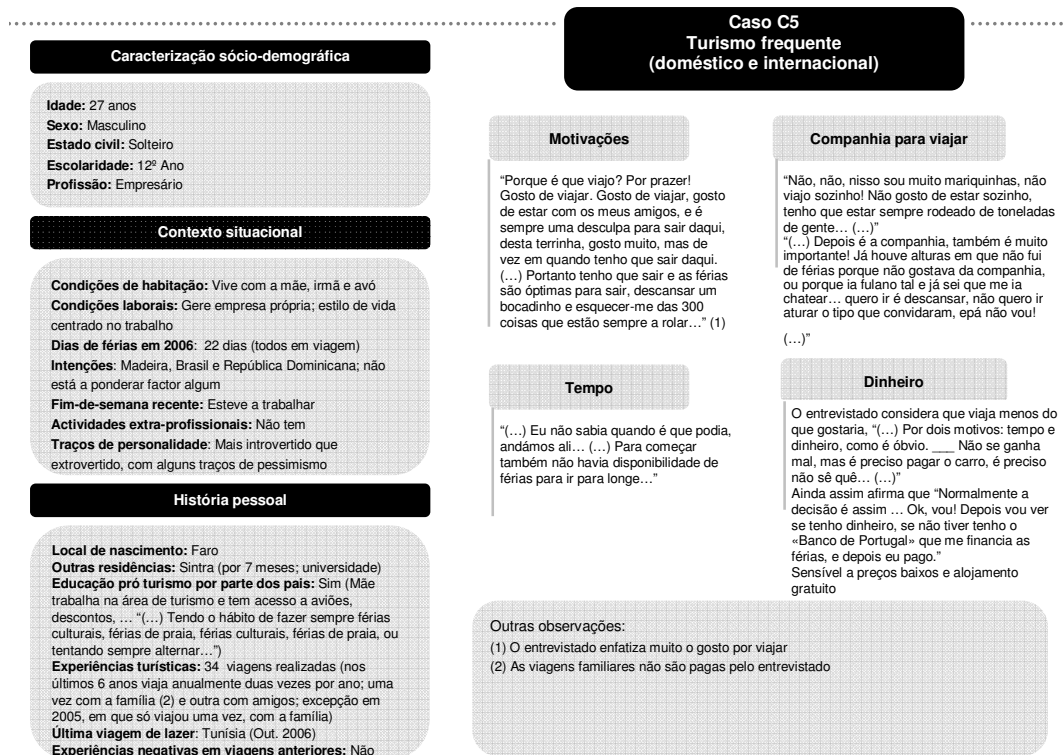 Caso C5
Turismo frequente
(doméstico e internacional)
Caracterização sócio-demográfica
Idade: 27 anos
Sexo: Masculino
Estado civil: Solteiro
Escolaridade: 12º Ano
Profissão: Empresário
Contexto situacional
Condições de habitação: Vive com a mãe, irmã e avó
Condições laborais: Gere empresa própria; estilo de vida
centrado no trabalho
Dias de férias em 2006: 22 dias (todos em viagem)
Intenções: Madeira, Brasil e República Dominicana; não
está a ponderar factor algum
Fim-de-semana recente: Esteve a trabalhar
Actividades extra-profissionais: Não tem
Traços de personalidade: Mais introvertido que
extrovertido, com alguns traços de pessimismo
História pessoal
Local de nascimento: Faro
Outras residências: Sintra (por 7 meses; universidade)
Educação pró turismo por parte dos pais: Sim (Mãe
trabalha na área de turismo e tem acesso a aviões,
descontos, … “(…) Tendo o hábito de fazer sempre férias
culturais, férias de praia, férias culturais, férias de praia, ou
tentando sempre alternar…”)
Experiências turísticas: 34 viagens realizadas (nos
últimos 6 anos viaja anualmente duas vezes por ano; uma
vez com a família (2) e outra com amigos; excepção em
2005, em que só viajou uma vez, com a família)
Última viagem de lazer: Tunísia (Out. 2006)
Experiências negativas em viagens anteriores: Não
Motivações
“Porque é que viajo? Por prazer!
Gosto de viajar. Gosto de viajar, gosto
de estar com os meus amigos, e é
sempre uma desculpa para sair daqui,
desta terrinha, gosto muito, mas de
vez em quando tenho que sair daqui.
(…) Portanto tenho que sair e as férias
são óptimas para sair, descansar um
bocadinho e esquecer-me das 300
coisas que estão sempre a rolar…” (1)
Companhia para viajar
“Não, não, nisso sou muito mariquinhas, não
viajo sozinho! Não gosto de estar sozinho,
tenho que estar sempre rodeado de toneladas
de gente… (…)”
“(…) Depois é a companhia, também é muito
importante! Já houve alturas em que não fui
de férias porque não gostava da companhia,
ou porque ia fulano tal e já sei que me ia
chatear… quero ir é descansar, não quero ir
aturar o tipo que convidaram, epá não vou!
(…)”
Tempo
“(…) Eu não sabia quando é que podia,
andámos ali… (…) Para começar
também não havia disponibilidade de
férias para ir para longe…”
Dinheiro
O entrevistado considera que viaja menos do
que gostaria, “(…) Por dois motivos: tempo e
dinheiro, como é óbvio. ___ Não se ganha
mal, mas é preciso pagar o carro, é preciso
não sê quê… (…)”
Ainda assim afirma que “Normalmente a
decisão é assim … Ok, vou! Depois vou ver
se tenho dinheiro, se não tiver tenho o
«Banco de Portugal» que me financia as
férias, e depois eu pago.”
Sensível a preços baixos e alojamento
gratuito
Outras observações:
(1) O entrevistado enfatiza muito o gosto por viajar
(2) As viagens familiares não são pagas pelo entrevistado